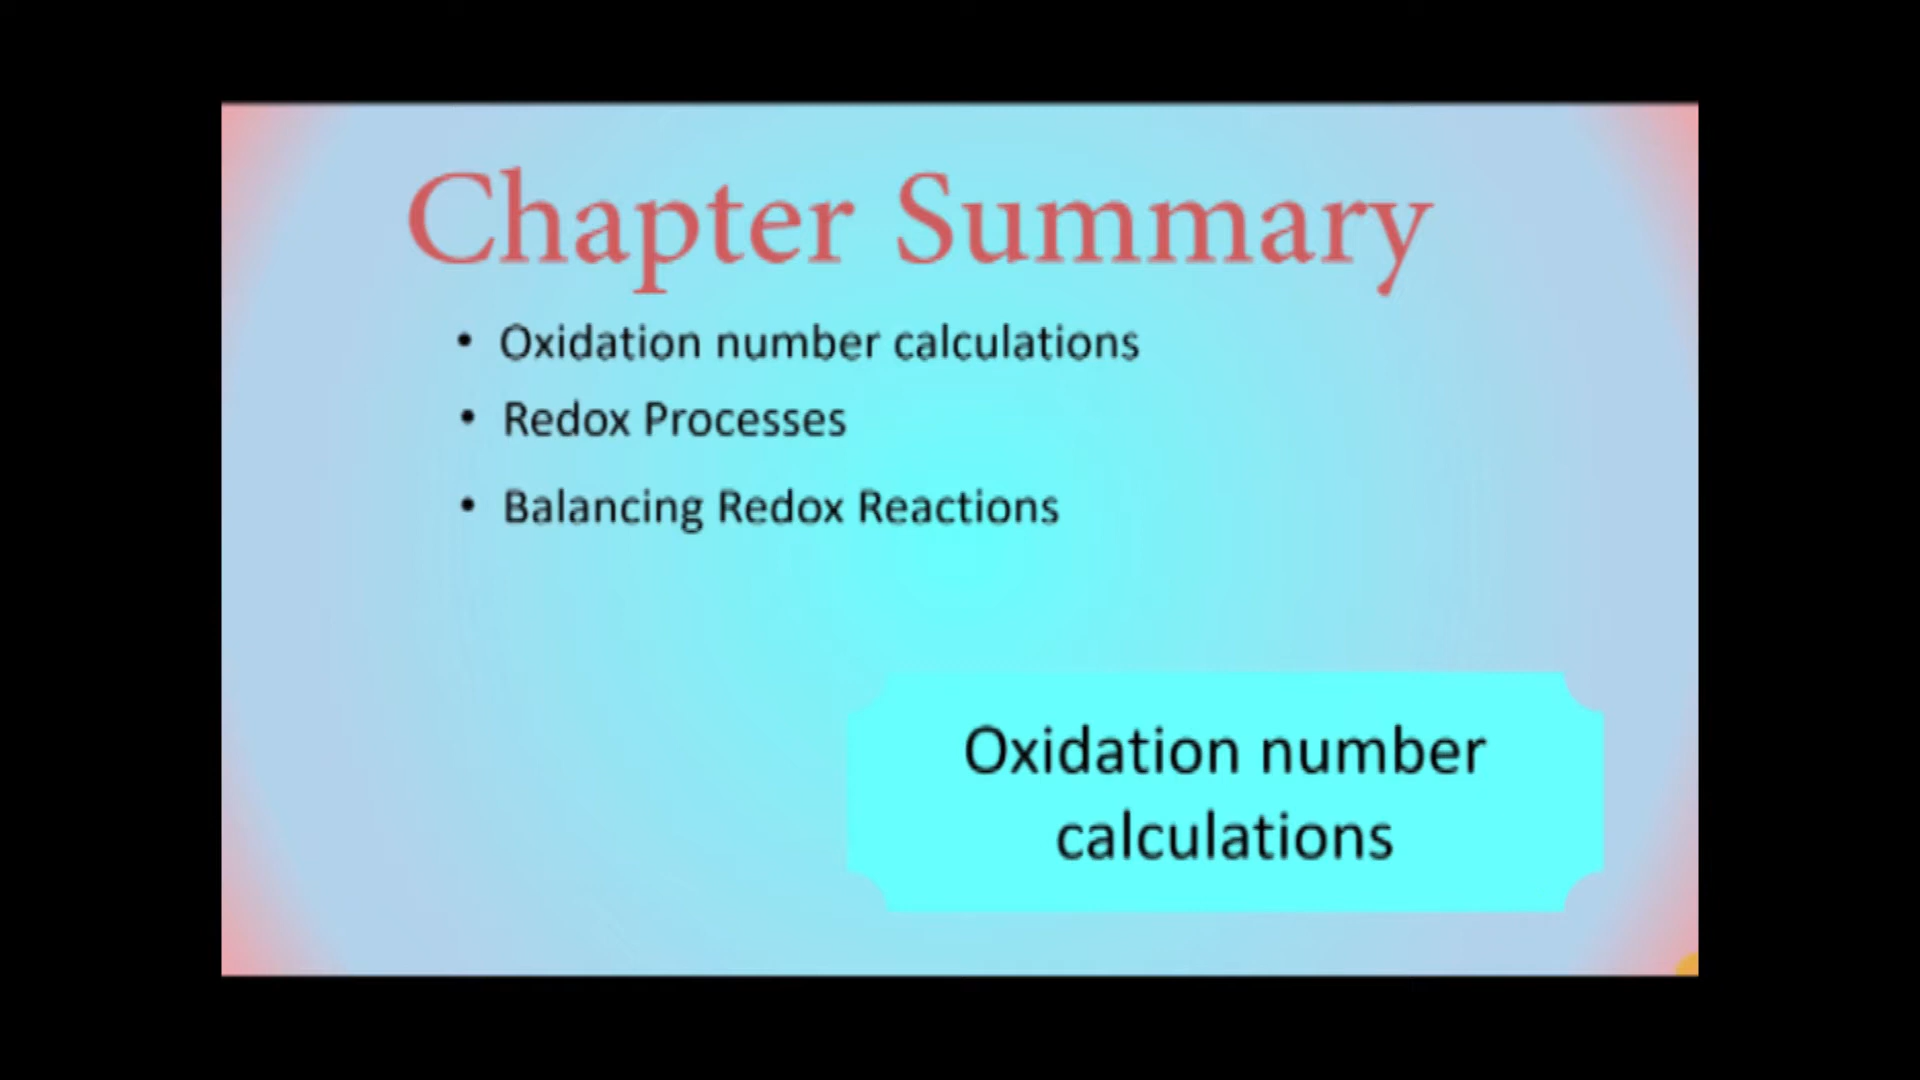 Chapter Summary
• Oxidation number calculations
• Redox Processes
• Balancing Redox Reactions
Oxidation number
calculations